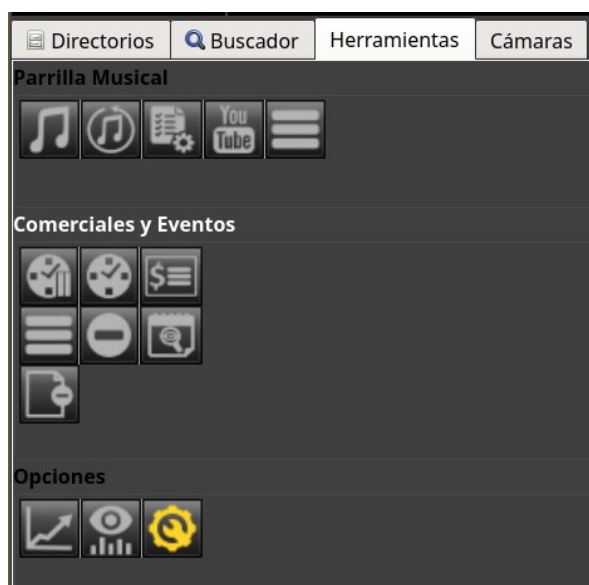 Directorios Buscador Herramientas Cámaras
Parrilla Musical
You
Tube
Comerciales y Eventos
$
Opciones